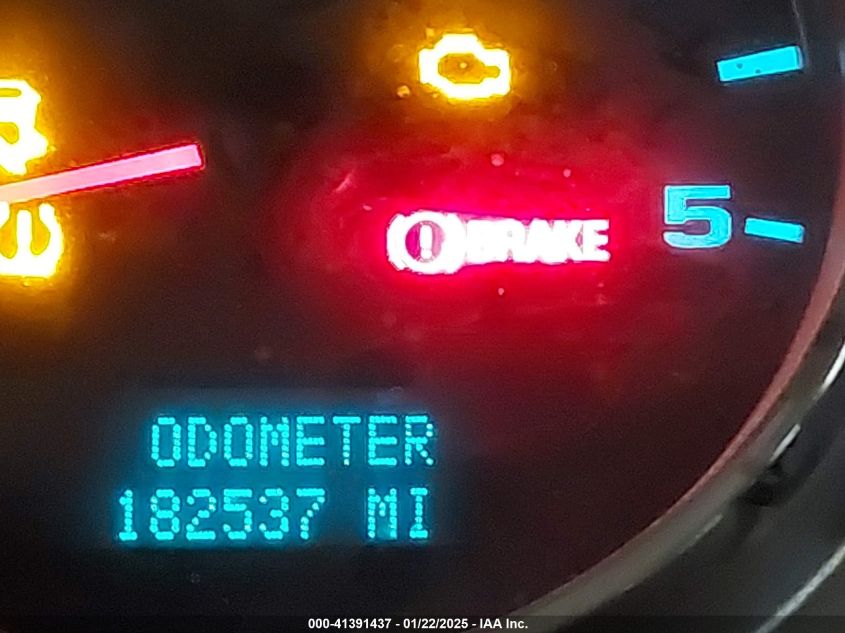 BRAKE
5
ODOMETER
182537 MI
000-41391437 - 01/22/2025 - IAA Inc.